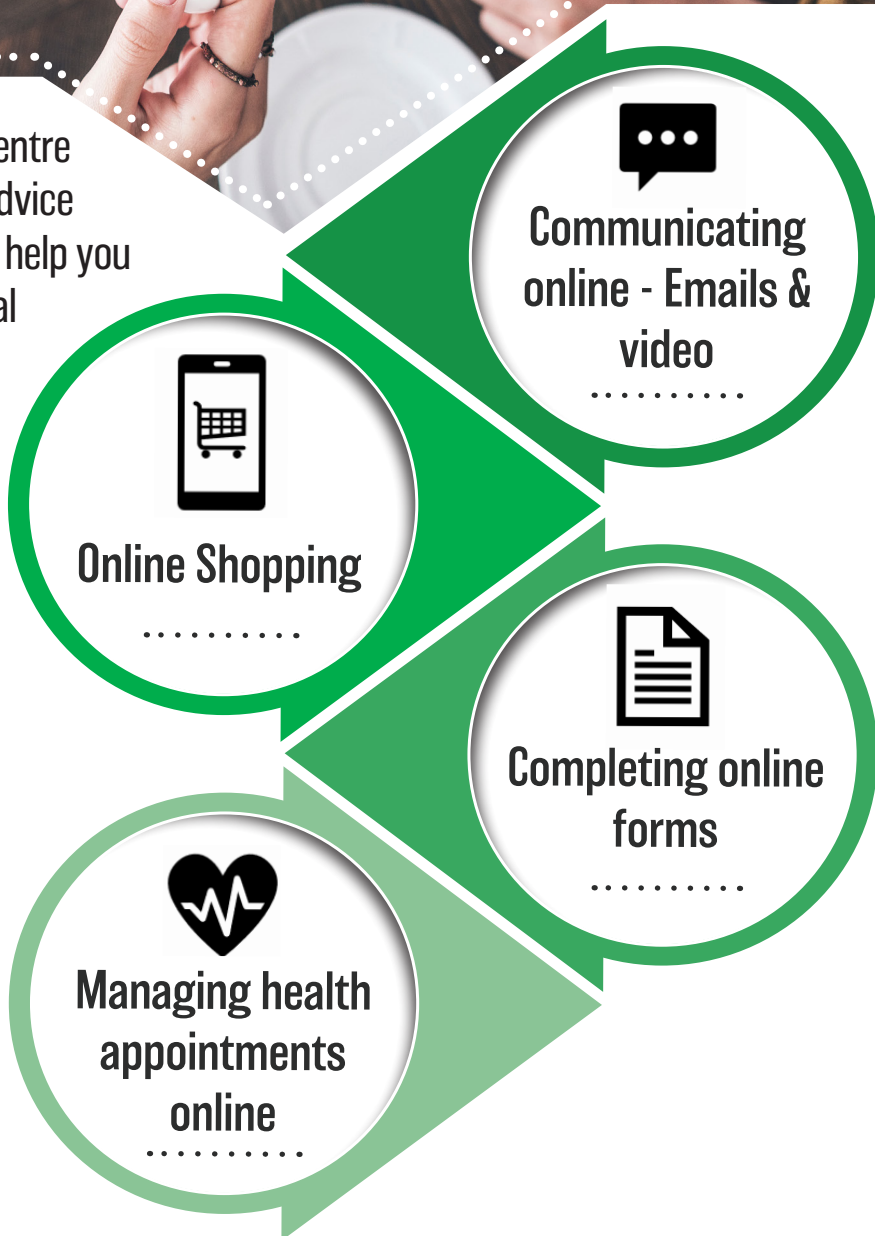 entre
dvice
help you
al
Communicating
online - Emails &
video
Online Shopping
Completing online
forms
Managing health
appointments
online